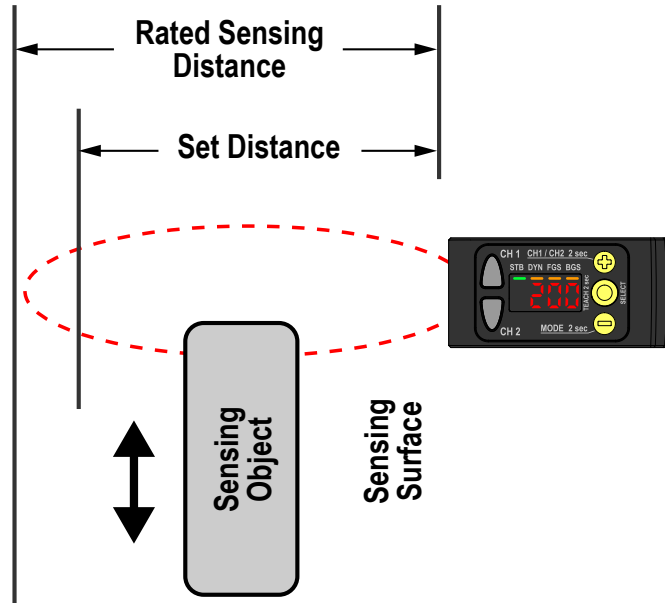 Rated Sensing
Distance
Set Distance
CH 1 CH1 / CH2 2 sec
STB DYN FGS BGS
200
TEACH 2 sec
SELECT
CH 2
MODE 2 sec
Sensing
Object
Sensing
Surface